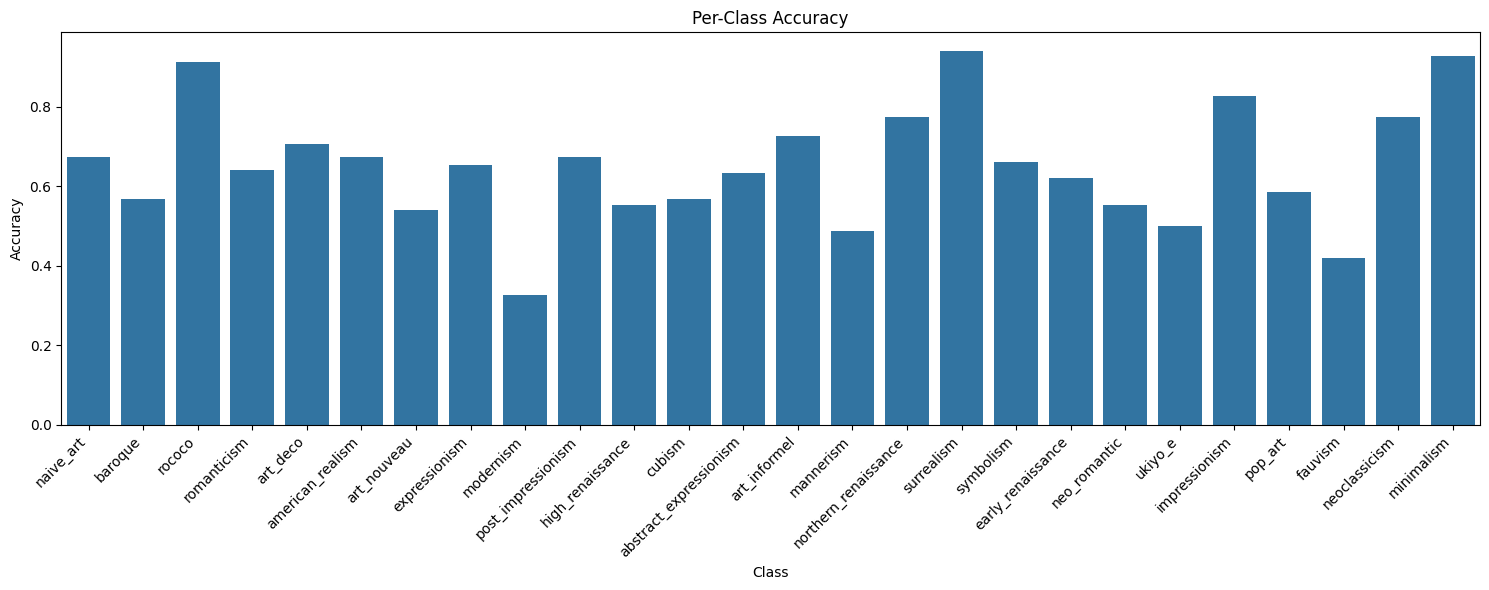 Per-Class Accuracy
Accuracy
0.8
0.6
0.4
0.2
0.0
naive_art
baroque
rococo
romanticism
art_deco
american_realism
art_nouveau
expressionism
modernism
post_impressionism
high_renaissance
cubism
abstract_expressionism
art_informel
mannerism
northern_renaissance
surrealism
symbolism
early_renaissance
neo_romantic
ukiyo_e
impressionism
pop_art
fauvism
neoclassicism
minimalism
Class